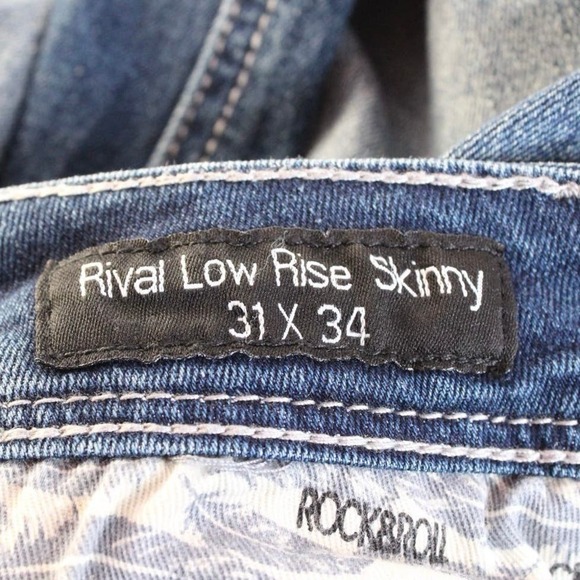 Rival Low Rise Skinny
31 X 34
ROCK&ROLL